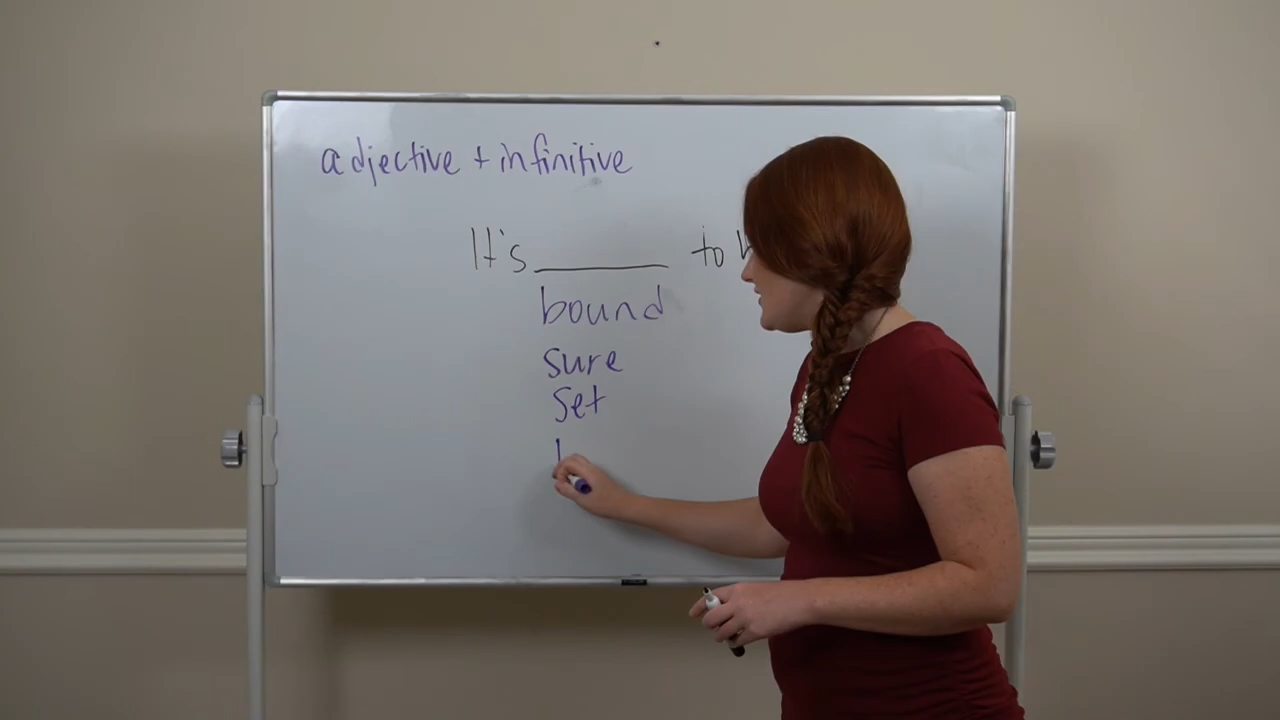 adjective + infinitive
It's ______ to
bound
sure
set